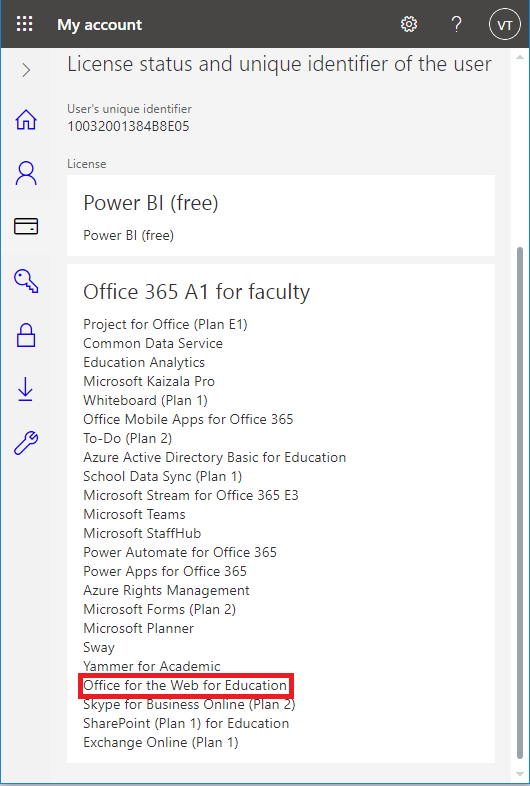 My account
?
VT
License status and unique identifier of the user
User's unique identifier
10032001384B8E05
License
Power BI (free)
Power BI (free)
Office 365 A1 for faculty
Project for Office (Plan E1)
Common Data Service
Education Analytics
Microsoft Kaizala Pro
Whiteboard (Plan 1)
Office Mobile Apps for Office 365
To-Do (Plan 2)
Azure Active Directory Basic for Education
School Data Sync (Plan 1)
Microsoft Stream for Office 365 E3
Microsoft Teams
Microsoft StaffHub
Power Automate for Office 365
Power Apps for Office 365
Azure Rights Management
Microsoft Forms (Plan 2)
Microsoft Planner
Sway
Yammer for Academic
Office for the Web for Education
Skype for Business Online (Plan 2)
SharePoint (Plan 1) for Education
Exchange Online (Plan 1)